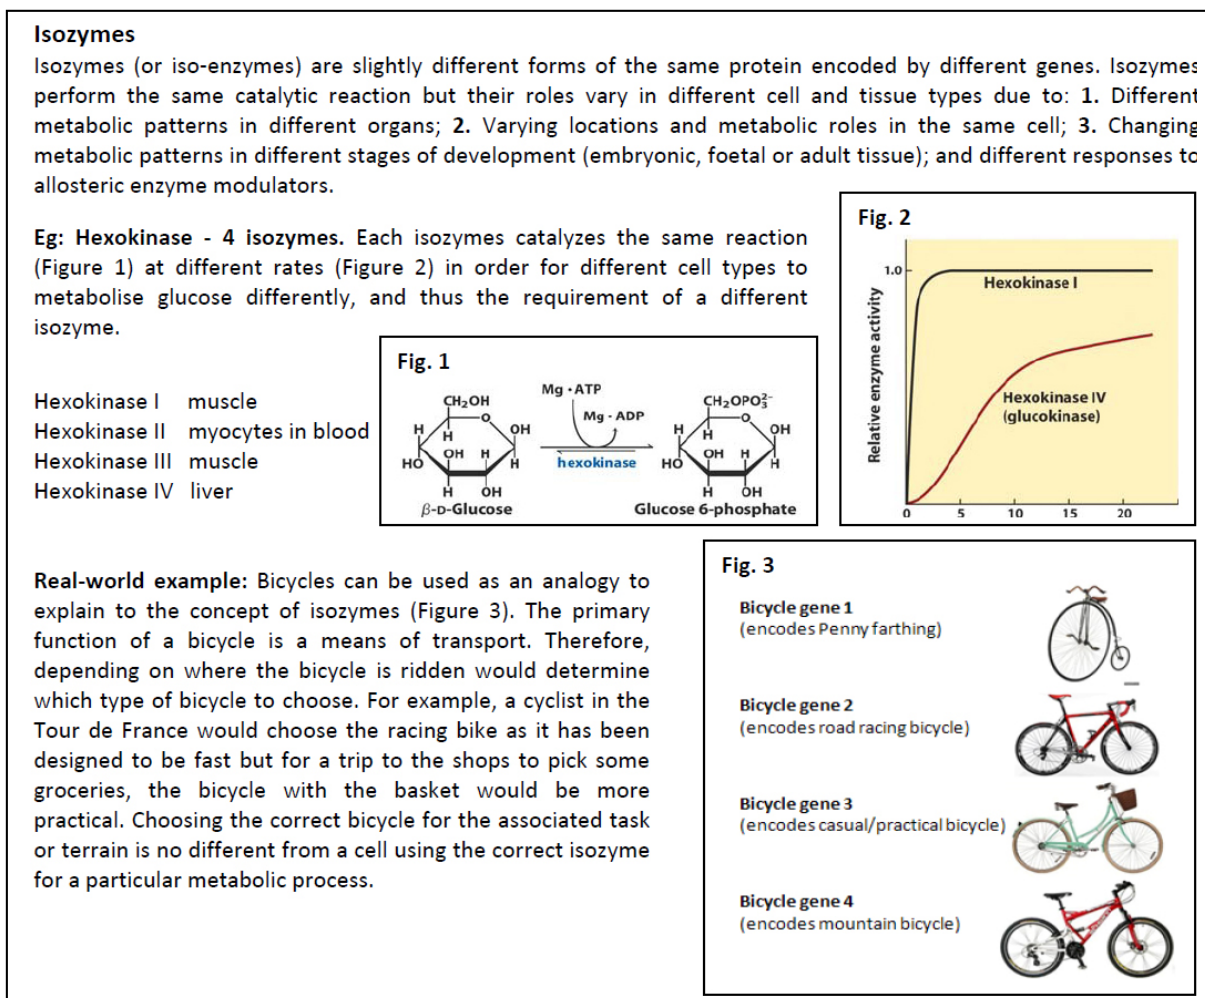 Isozymes
Isozymes (or iso-enzymes) are slightly different forms of the same protein encoded by different genes. Isozymes
perform the same catalytic reaction but their roles vary in different cell and tissue types due to: 1. Different
metabolic patterns in different organs; 2. Varying locations and metabolic roles in the same cell; 3. Changing
metabolic patterns in different stages of development (embryonic, foetal or adult tissue); and different responses to
allosteric enzyme modulators.
Eg: Hexokinase - 4 isozymes. Each isozymes catalyzes the same reaction
(Figure 1) at different rates (Figure 2) in order for different cell types to
metabolise glucose differently, and thus the requirement of a different
isozyme.
Hexokinase I muscle
Hexokinase II myocytes in blood
Hexokinase III muscle
Hexokinase IV liver
Fig. 1
Mg · ATP
Mg · ADP
hexokinase
CH₂OH
O
H
H
OH
OH
H
HO
H
H
OH
β-D-Glucose
CH₂OPO₃²⁻
O
H
H
OH
OH
H
HO
H
H
OH
Glucose 6-phosphate
Fig. 2
Relative enzyme activity
1.0
Hexokinase I
Hexokinase IV
(glucokinase)
0 5 10 15 20
Real-world example: Bicycles can be used as an analogy to
explain to the concept of isozymes (Figure 3). The primary
function of a bicycle is a means of transport. Therefore,
depending on where the bicycle is ridden would determine
which type of bicycle to choose. For example, a cyclist in the
Tour de France would choose the racing bike as it has been
designed to be fast but for a trip to the shops to pick some
groceries, the bicycle with the basket would be more
practical. Choosing the correct bicycle for the associated task
or terrain is no different from a cell using the correct isozyme
for a particular metabolic process.
Fig. 3
Bicycle gene 1
(encodes Penny farthing)
Bicycle gene 2
(encodes road racing bicycle)
Bicycle gene 3
(encodes casual/practical bicycle)
Bicycle gene 4
(encodes mountain bicycle)